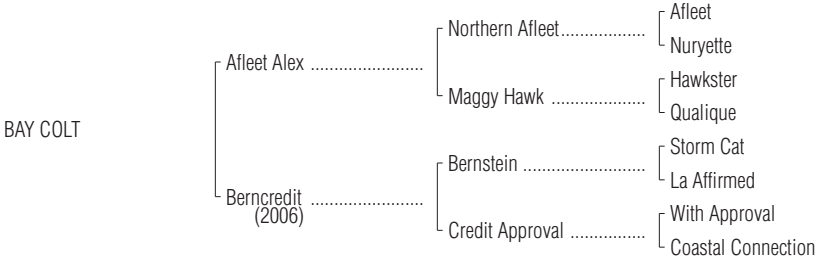 Afleet
Northern Afleet..................
Nuryette
Afleet Alex ........................
Hawkster
Maggy Hawk ....................
Qualique
BAY COLT
Storm Cat
Bernstein ..........................
La Affirmed
Berncredit ........................
(2006)
With Approval
Credit Approval ................
Coastal Connection